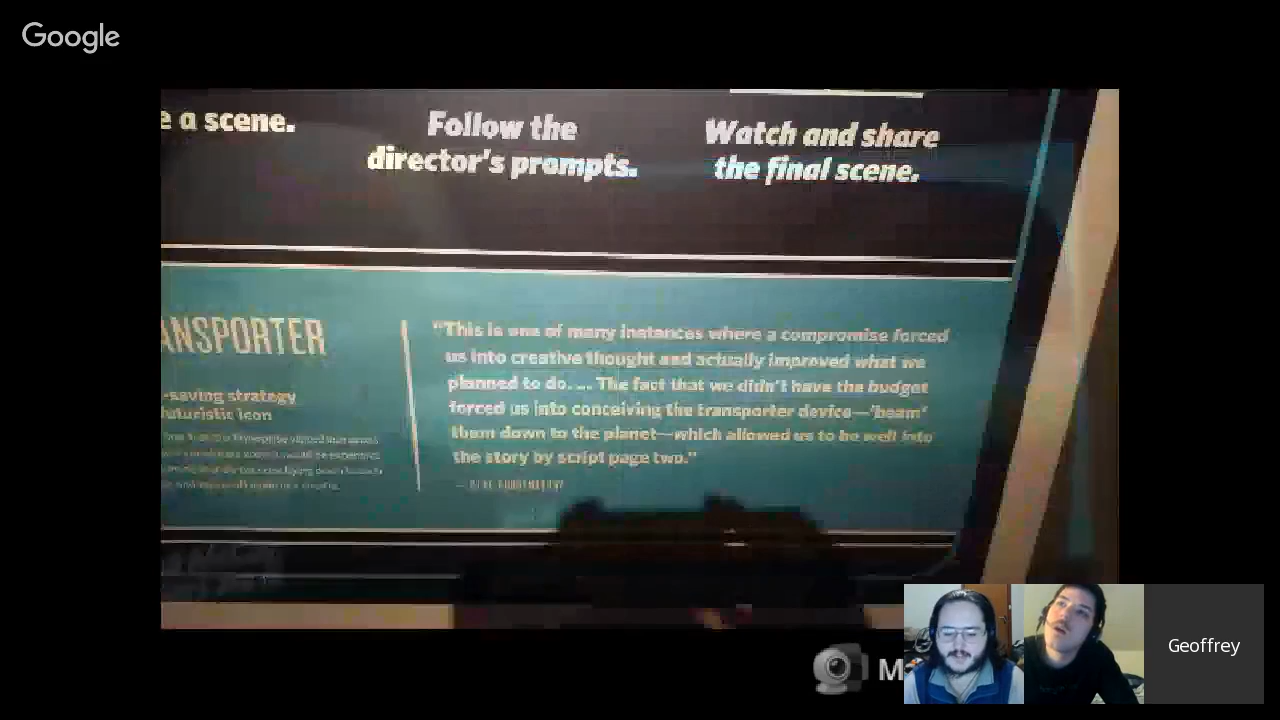 Google
e a scene.
Follow the
director's prompts.
Watch and share
the final scene.
ANSPORTER
-saving strategy
futuristic icon
"This is one of many instances where a compromise forced
us into creative thought and actually improved what we
planned to do.... The fact that we didn't have the budget
forced us into conceiving the transporter device—'beam'
them down to the planet—which allowed us to be well into
the story by script page two."
Geoffrey